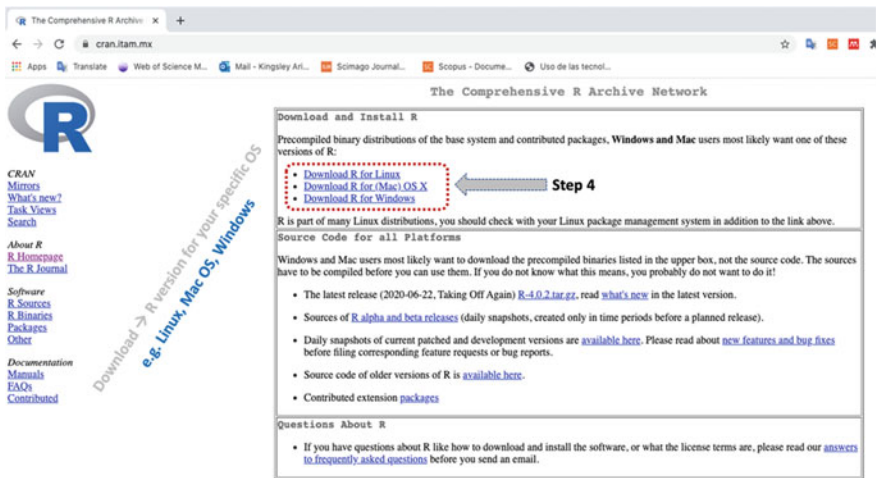 The Comprehensive R Archive
cran.itam.mx
Apps Translate Web of Science M... Mail - Kingsley Ari... Scimago Journal... Scopus - Docume... Uso de las tecnol...
The Comprehensive R Archive Network
R
CRAN
Mirrors
What's new?
Task Views
Search
About R
R Homepage
The R Journal
Software
R Sources
R Binaries
Packages
Other
Documentation
Manuals
FAQs
Contributed
Download → R version for your specific OS
e.g. Linux, Mac OS, Windows
Download and Install R
Precompiled binary distributions of the base system and contributed packages, Windows and Mac users most likely want one of these
versions of R:
• Download R for Linux
• Download R for (Mac) OS X
• Download R for Windows
Step 4
R is part of many Linux distributions, you should check with your Linux package management system in addition to the link above.
Source Code for all Platforms
Windows and Mac users most likely want to download the precompiled binaries listed in the upper box, not the source code. The sources
have to be compiled before you can use them. If you do not know what this means, you probably do not want to do it!
• The latest release (2020-06-22, Taking Off Again) R-4.0.2.tar.gz, read what's new in the latest version.
• Sources of R alpha and beta releases (daily snapshots, created only in time periods before a planned release).
• Daily snapshots of current patched and development versions are available here. Please read about new features and bug fixes
before filing corresponding feature requests or bug reports.
• Source code of older versions of R is available here.
• Contributed extension packages
Questions About R
• If you have questions about R like how to download and install the software, or what the license terms are, please read our answers
to frequently asked questions before you send an email.